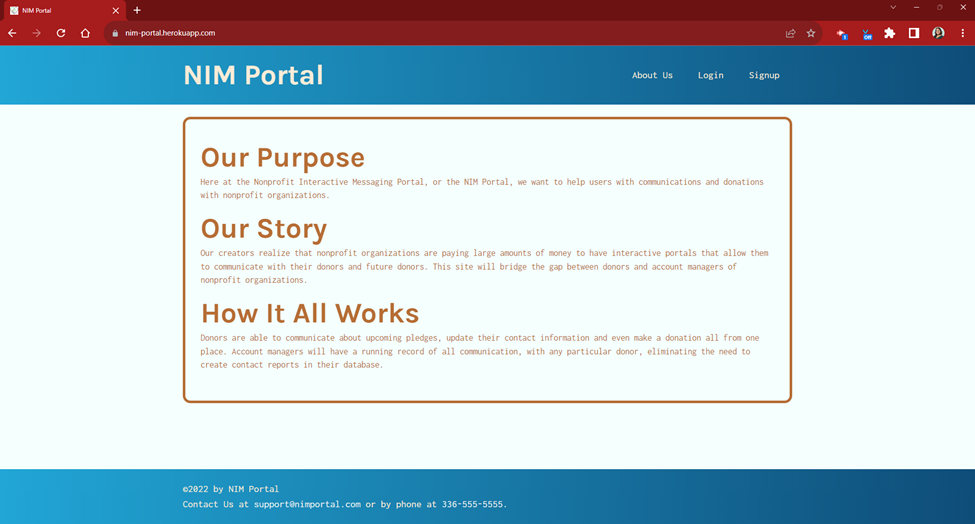 NIM Portal
nim-portal.herokuapp.com
1
Off
NIM Portal
About Us Login Signup
Our Purpose
Here at the Nonprofit Interactive Messaging Portal, or the NIM Portal, we want to help users with communications and donations
with nonprofit organizations.
Our Story
Our creators realize that nonprofit organizations are paying large amounts of money to have interactive portals that allow them
to communicate with their donors and future donors. This site will bridge the gap between donors and account managers of
nonprofit organizations.
How It All Works
Donors are able to communicate about upcoming pledges, update their contact information and even make a donation all from one
place. Account managers will have a running record of all communication, with any particular donor, eliminating the need to
create contact reports in their database.
©2022 by NIM Portal
Contact Us at support@nimportal.com or by phone at 336-555-5555.